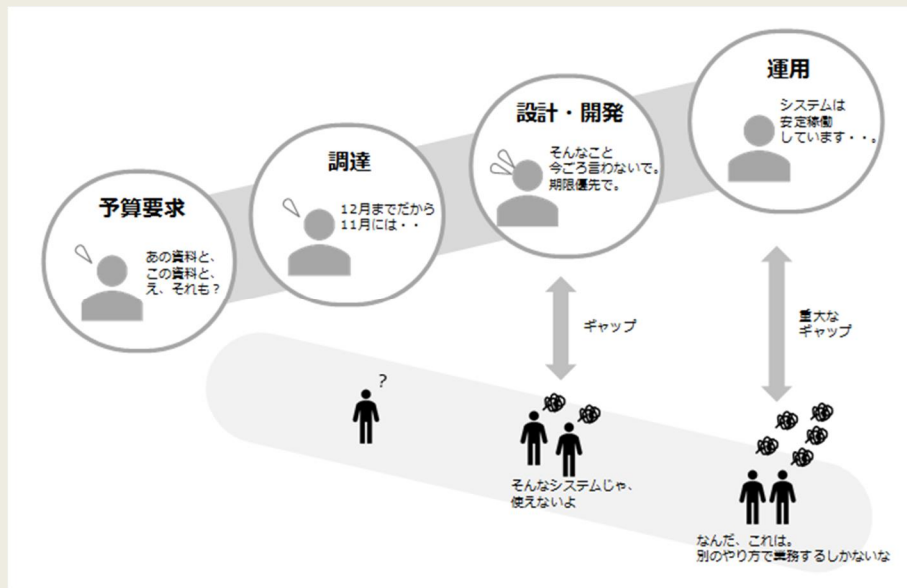 予算要求
あの資料と、
この資料と、
え、それも？
調達
12月までだから
11月には・・
設計・開発
そんなこと
今ごろ言わないで。
期限優先で。
運用
システムは
安定稼働
しています・・。
ギャップ
重大な
ギャップ
?
そんなシステムじゃ、
使えないよ
なんだ、これは。
別のやり方で業務するしかないな